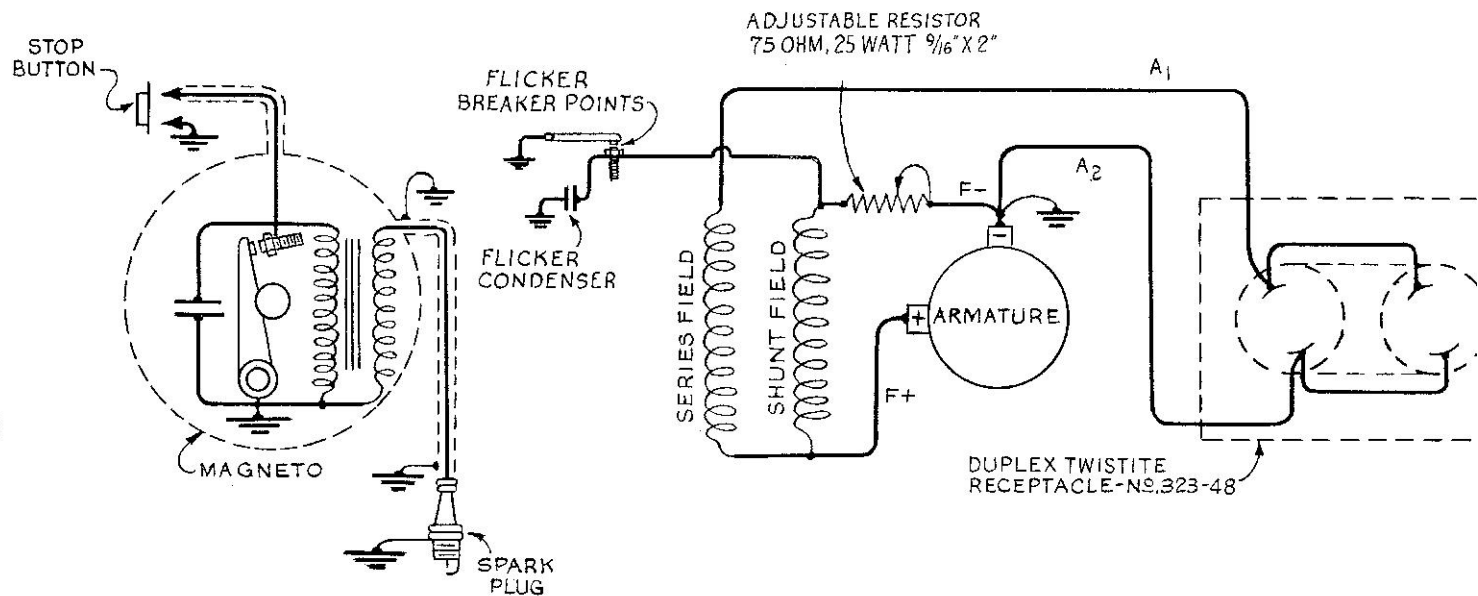 STOP
BUTTON
MAGNETO
SPARK
PLUG
FLICKER
BREAKER POINTS
FLICKER
CONDENSER
ADJUSTABLE RESISTOR
75 OHM, 25 WATT 9/16" X 2"
SERIES FIELD
SHUNT FIELD
F-
F+
-
+
ARMATURE
A1
A2
DUPLEX TWISTITE
RECEPTACLE-NO.323-48